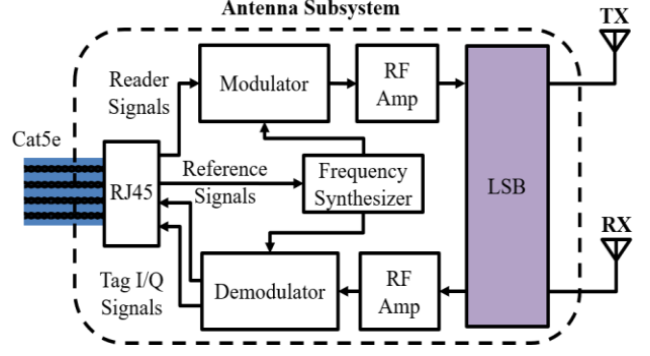 Antenna Subsystem
TX
Reader
Signals
Modulator
RF
Amp
Cat5e
RJ45
Reference
Signals
Frequency
Synthesizer
LSB
RX
Tag I/Q
Signals
Demodulator
RF
Amp